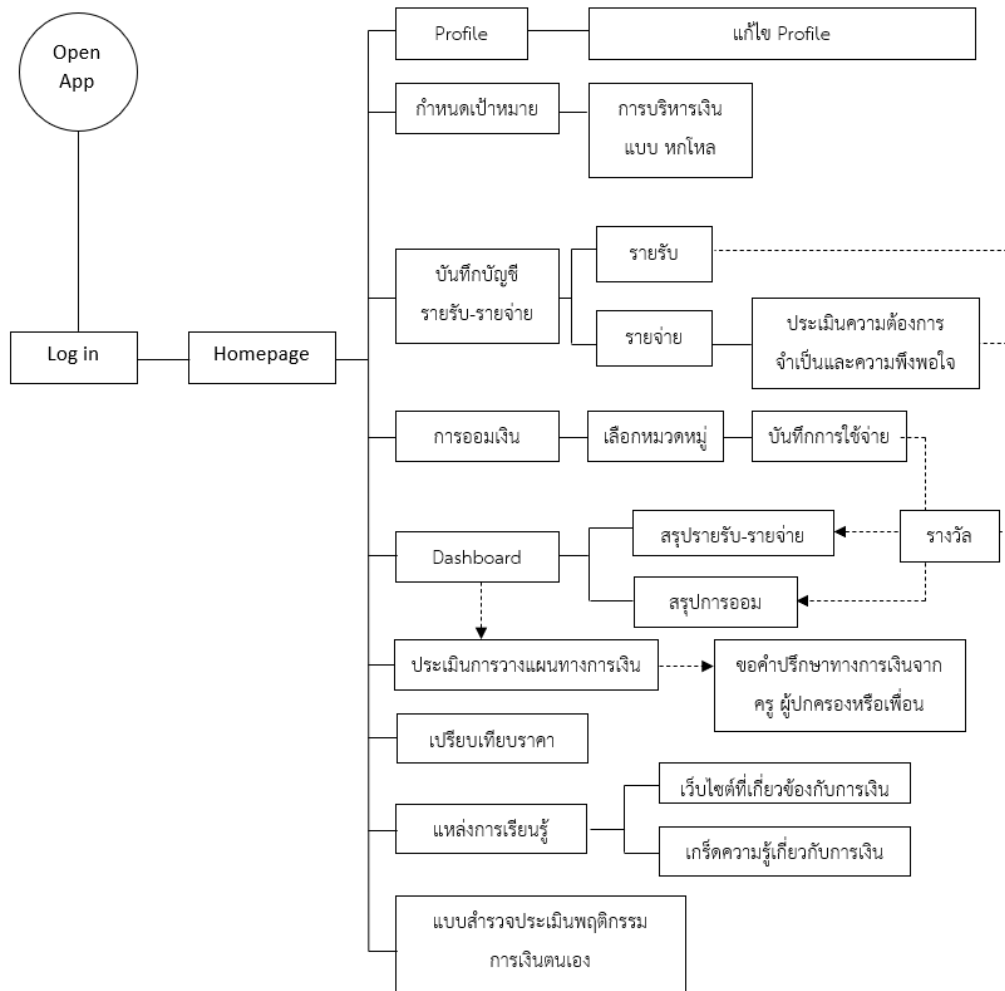 Open
App
Log in
Homepage
Profile
แก้ไข Profile
กำหนดเป้าหมาย
การบริหารเงิน
แบบ หกโหล
บันทึกบัญชี
รายรับ-รายจ่าย
รายรับ
รายจ่าย
ประเมินความต้องการ
จำเป็นและความพึงพอใจ
การออมเงิน
เลือกหมวดหมู่
บันทึกการใช้จ่าย
Dashboard
สรุปรายรับ-รายจ่าย
สรุปการออม
รางวัล
ประเมินการวางแผนทางการเงิน
ขอคำปรึกษาทางการเงินจาก
ครู ผู้ปกครองหรือเพื่อน
เปรียบเทียบราคา
แหล่งการเรียนรู้
เว็บไซต์ที่เกี่ยวข้องกับการเงิน
เกร็ดความรู้เกี่ยวกับการเงิน
แบบสำรวจประเมินพฤติกรรม
การเงินตนเอง